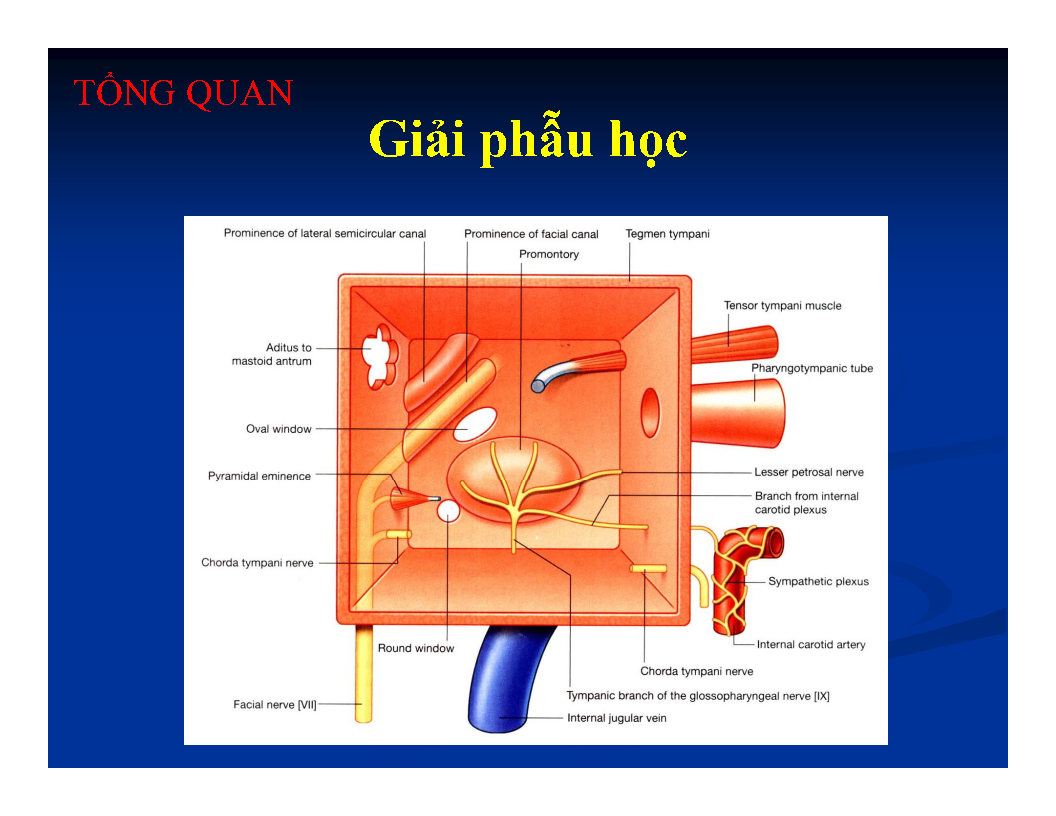 TỔNG QUAN
Giải phẫu học
Prominence of lateral semicircular canal
Prominence of facial canal
Tegmen tympani
Promontory
Tensor tympani muscle
Aditus to
mastoid antrum
Pharyngotympanic tube
Oval window
Pyramidal eminence
Lesser petrosal nerve
Branch from internal
carotid plexus
Chorda tympani nerve
Sympathetic plexus
Round window
Internal carotid artery
Chorda tympani nerve
Tympanic branch of the glossopharyngeal nerve [IX]
Facial nerve [VII]
Internal jugular vein